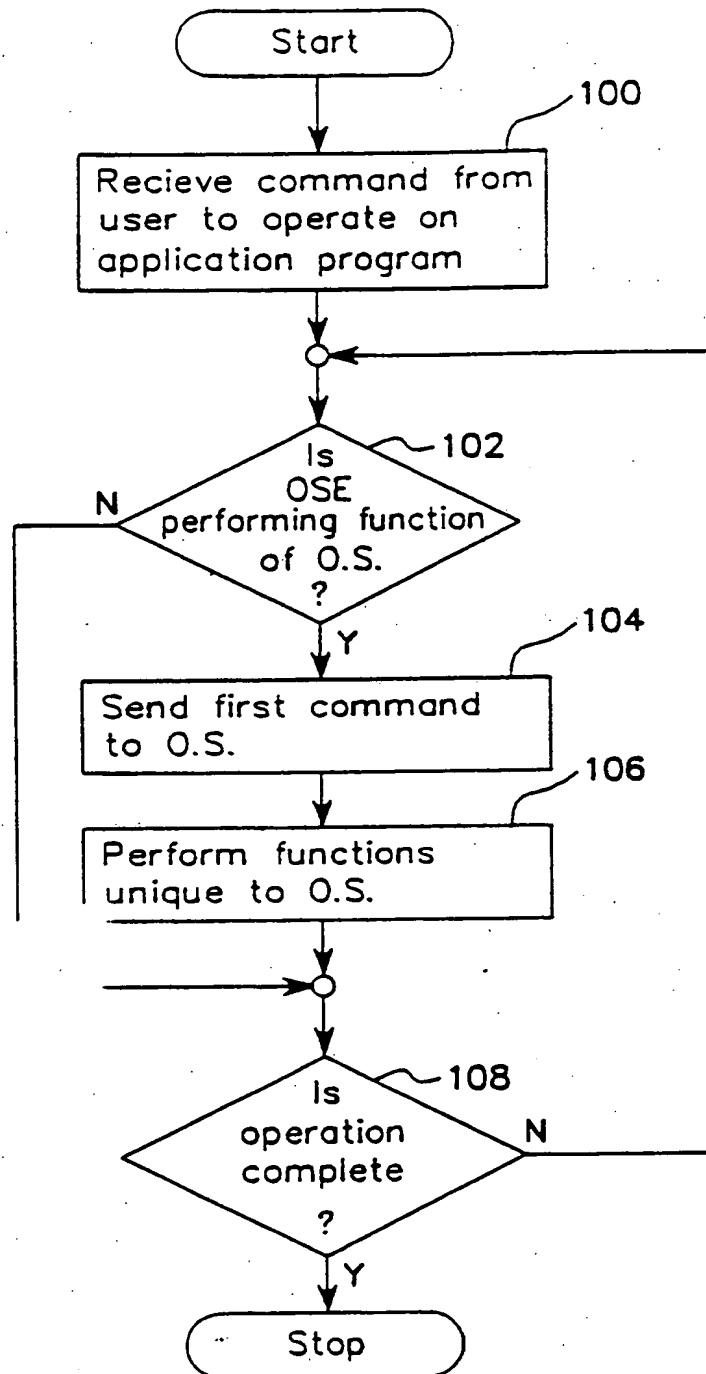 Start
100
Recieve command from
user to operate on
application program
102
Is
OSE
performing function
of O.S.
?
N
Y
104
Send first command
to O.S.
106
Perform functions
unique to O.S.
108
Is
operation
complete
?
N
Y
Stop